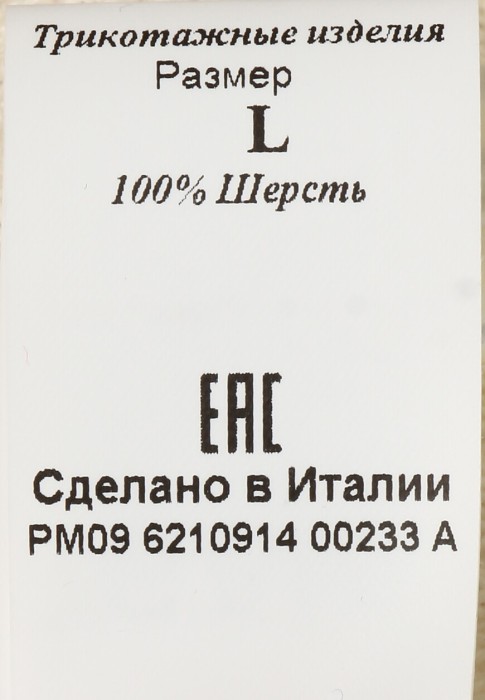 Трикотажные изделия
Размер
L
100% Шерсть
EAC
Сделано в Италии
PM09 6210914 00233 A